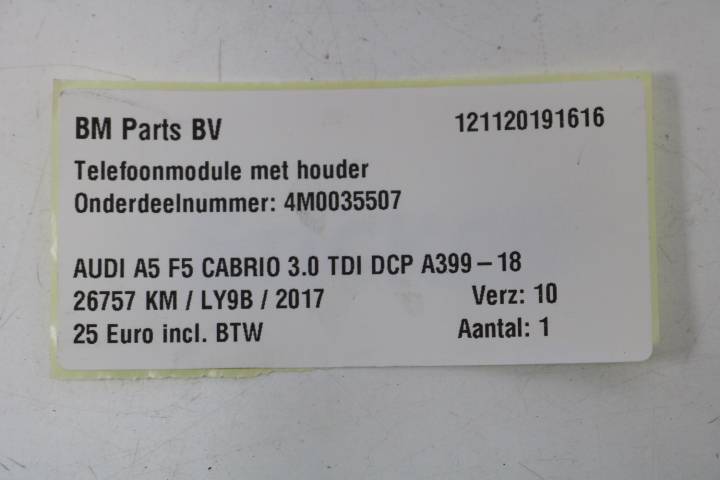 BM Parts BV 121120191616
Telefoonmodule met houder
Onderdeelnummer: 4M0035507
AUDI A5 F5 CABRIO 3.0 TDI DCP A399-18
26757 KM / LY9B / 2017 Verz: 10
25 Euro incl. BTW Aantal: 1